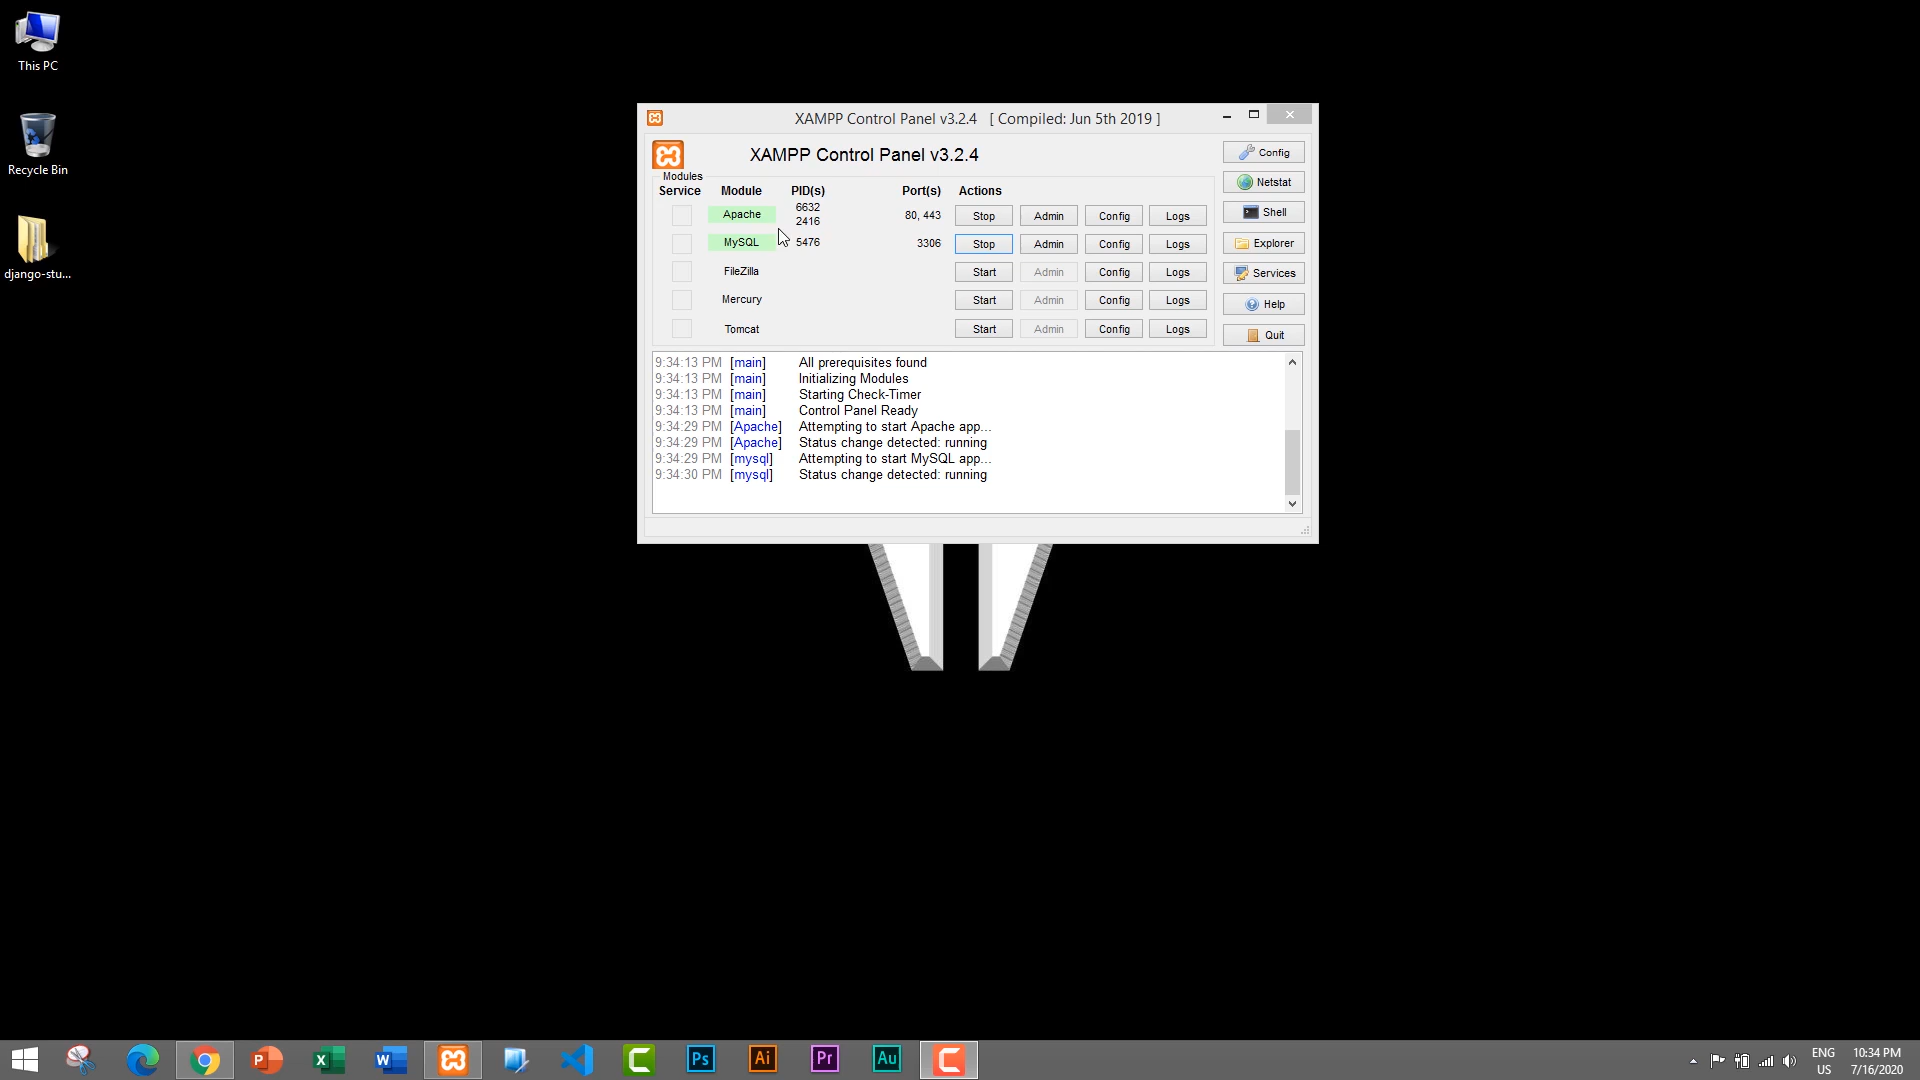 This PC
Recycle Bin
django-stu...
XAMPP Control Panel v3.2.4 [ Compiled: Jun 5th 2019 ]
XAMPP Control Panel v3.2.4
Config
Netstat
Shell
Explorer
Services
Help
Quit
Modules
Service Module PID(s) Port(s) Actions
Apache 6632 2416 80, 443 Stop Admin Config Logs
MySQL 5476 3306 Stop Admin Config Logs
FileZilla Start Admin Config Logs
Mercury Start Admin Config Logs
Tomcat Start Admin Config Logs
9:34:13 PM [main] All prerequisites found
9:34:13 PM [main] Initializing Modules
9:34:13 PM [main] Starting Check-Timer
9:34:13 PM [main] Control Panel Ready
9:34:29 PM [Apache] Attempting to start Apache app...
9:34:29 PM [Apache] Status change detected: running
9:34:29 PM [mysql] Attempting to start MySQL app...
9:34:30 PM [mysql] Status change detected: running
Ps
Ai
Pr
Au
ENG
US
10:34 PM
7/16/2020